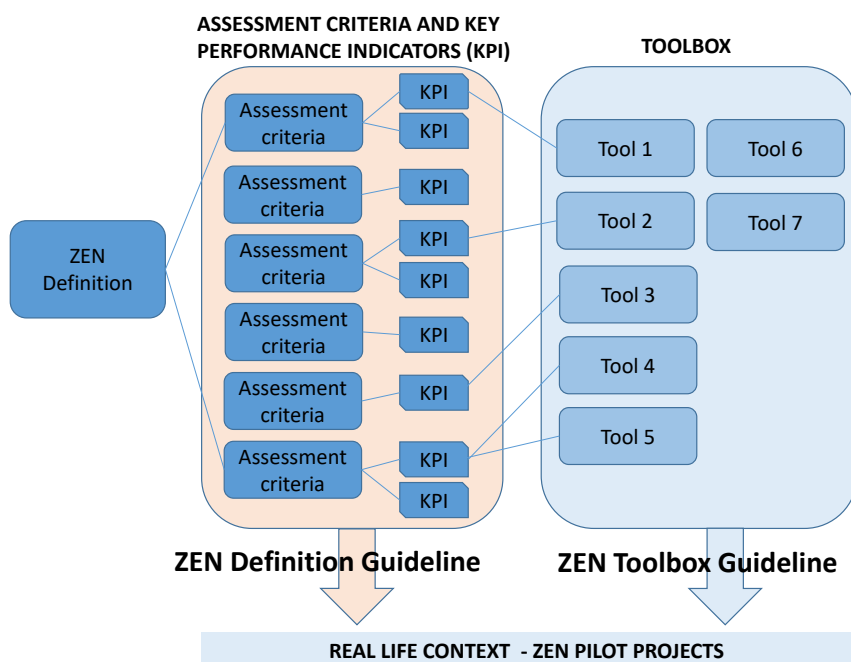 ASSESSMENT CRITERIA AND KEY
PERFORMANCE INDICATORS (KPI)
TOOLBOX
ZEN
Definition
Assessment
criteria
KPI
KPI
Assessment
criteria
KPI
Assessment
criteria
KPI
KPI
Assessment
criteria
KPI
Assessment
criteria
KPI
Assessment
criteria
KPI
KPI
Tool 1
Tool 6
Tool 2
Tool 7
Tool 3
Tool 4
Tool 5
ZEN Definition Guideline
ZEN Toolbox Guideline
REAL LIFE CONTEXT - ZEN PILOT PROJECTS